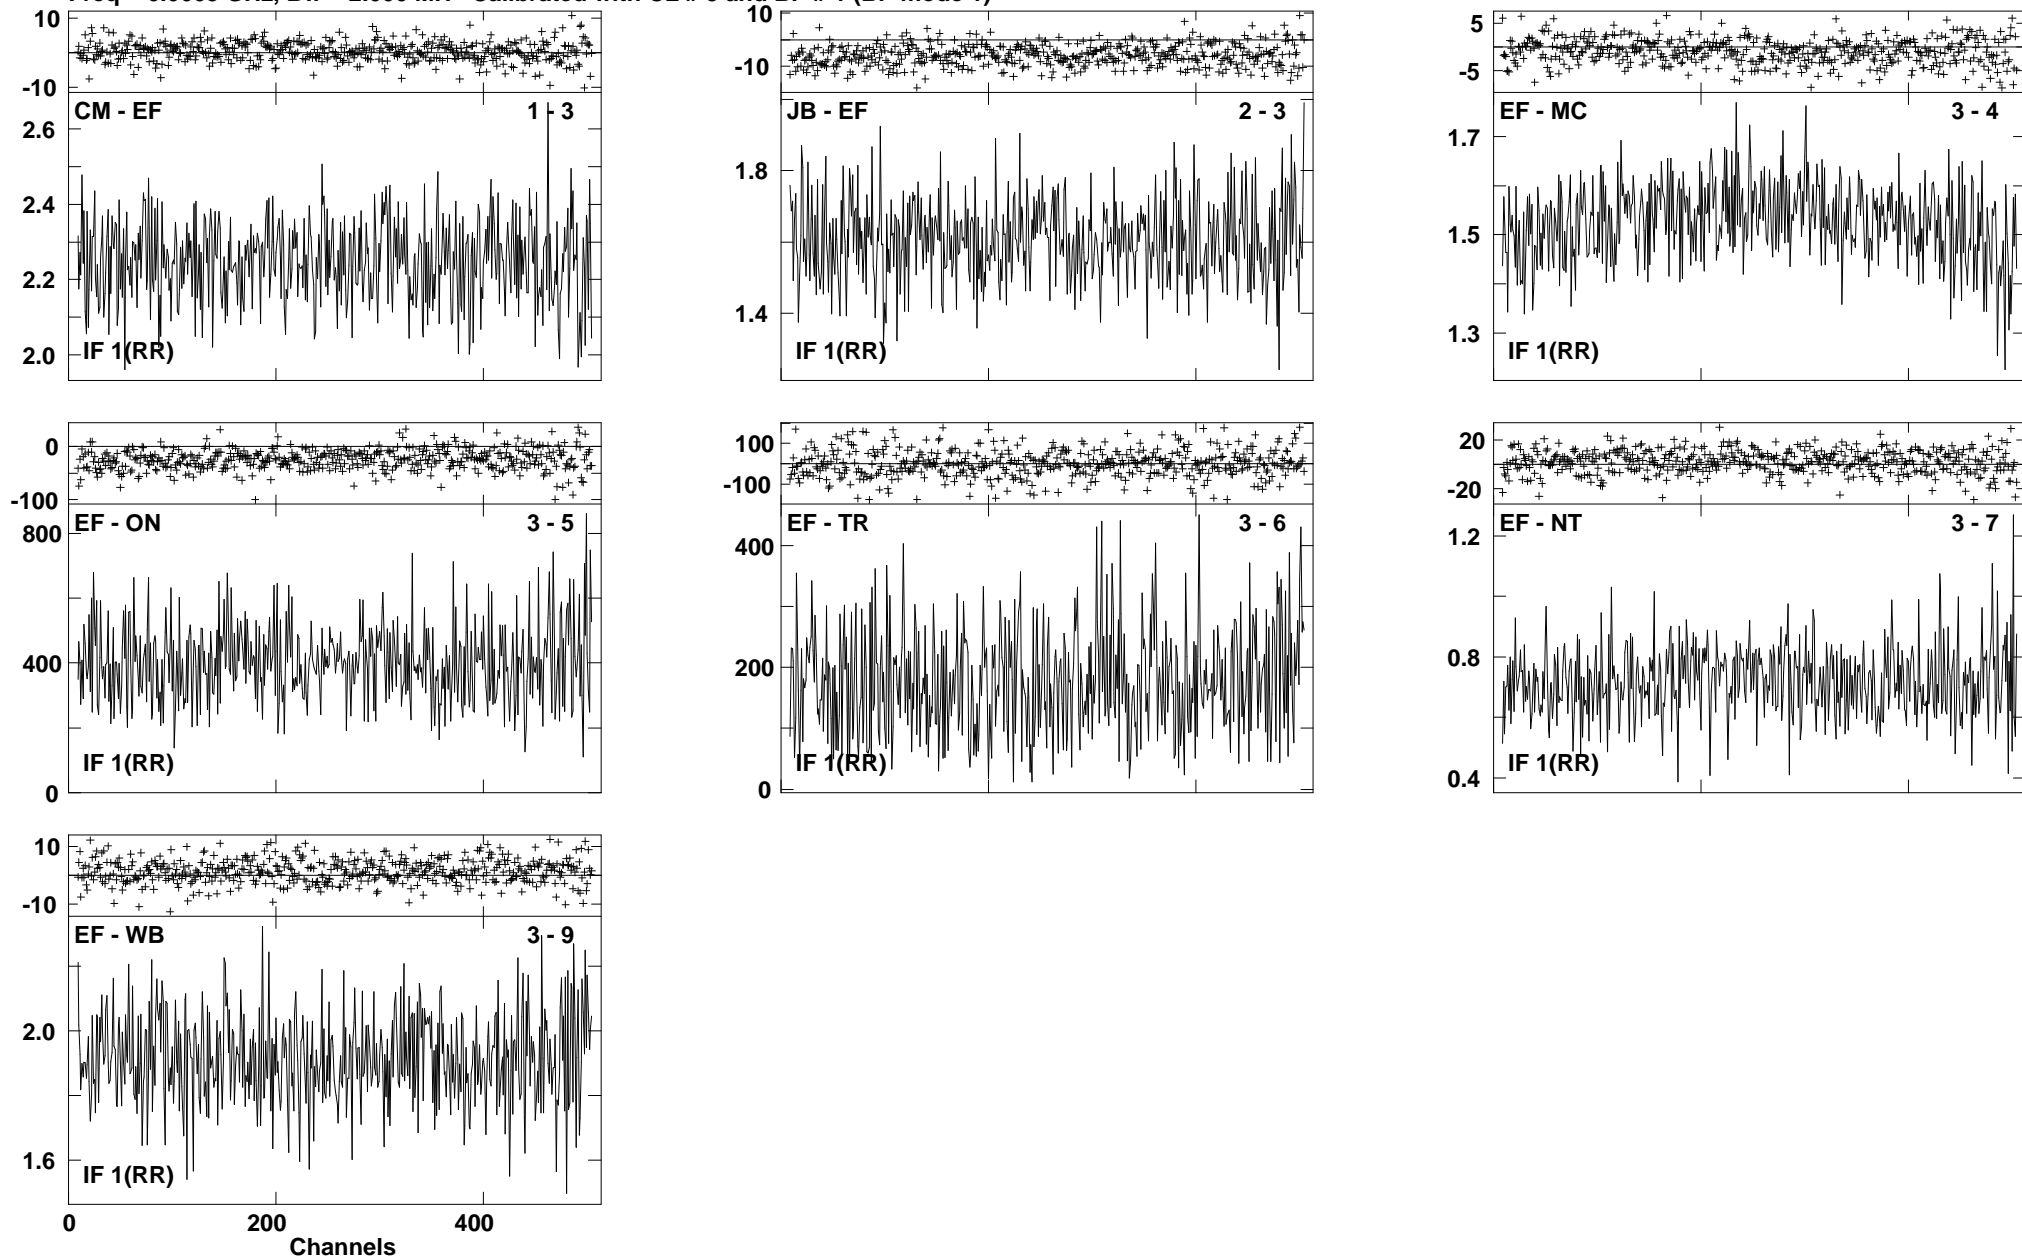 10
-10
CM - EF 1 - 3
2.6
2.4
2.2
2.0
IF 1(RR)
10
-10
JB - EF 2 - 3
1.8
1.4
IF 1(RR)
5
-5
EF - MC 3 - 4
1.7
1.5
1.3
IF 1(RR)
0
-100
EF - ON 3 - 5
800
400
0
IF 1(RR)
100
-100
EF - TR 3 - 6
400
200
0
IF 1(RR)
20
-20
EF - NT 3 - 7
1.2
0.8
0.4
IF 1(RR)
10
-10
EF - WB 3 - 9
2.0
1.6
IF 1(RR)
0 200 400
Channels